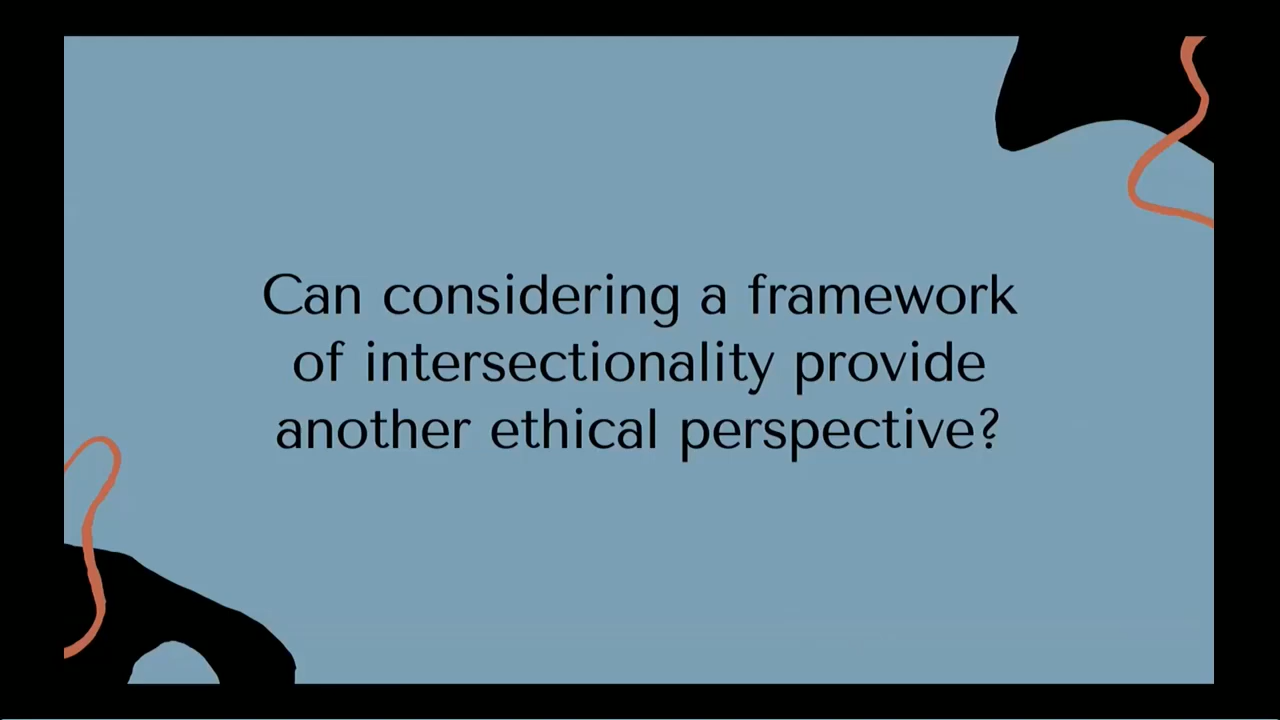 Can considering a framework
of intersectionality provide
another ethical perspective?